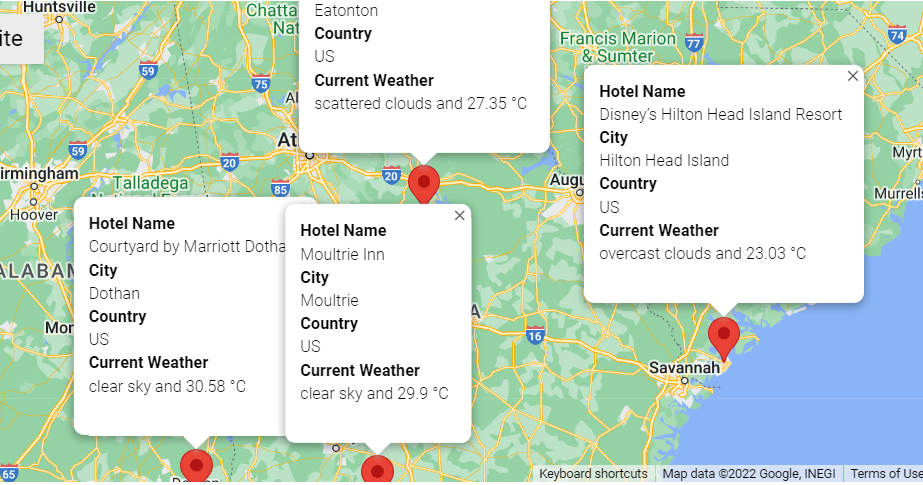 Huntsville
ite
59
Chatta
Nat
75
Al
At
59
irmingham
Hoover
20
Talladega
85
ALABAM
Mor
65
Eatonton
Country
US
Current Weather
scattered clouds and 27.35 °C
20
Augu
Francis Marion
& Sumter
77
74
Myrt
Murrells
Hotel Name
Courtyard by Marriott Dotha
City
Dothan
Country
US
Current Weather
clear sky and 30.58 °C
Hotel Name
Moultrie Inn
City
Moultrie
Country
US
Current Weather
clear sky and 29.9 °C
Hotel Name
Disney's Hilton Head Island Resort
City
Hilton Head Island
Country
US
Current Weather
overcast clouds and 23.03 °C
A
16
Savannah
Keyboard shortcuts
Map data ©2022 Google, INEGI
Terms of Use